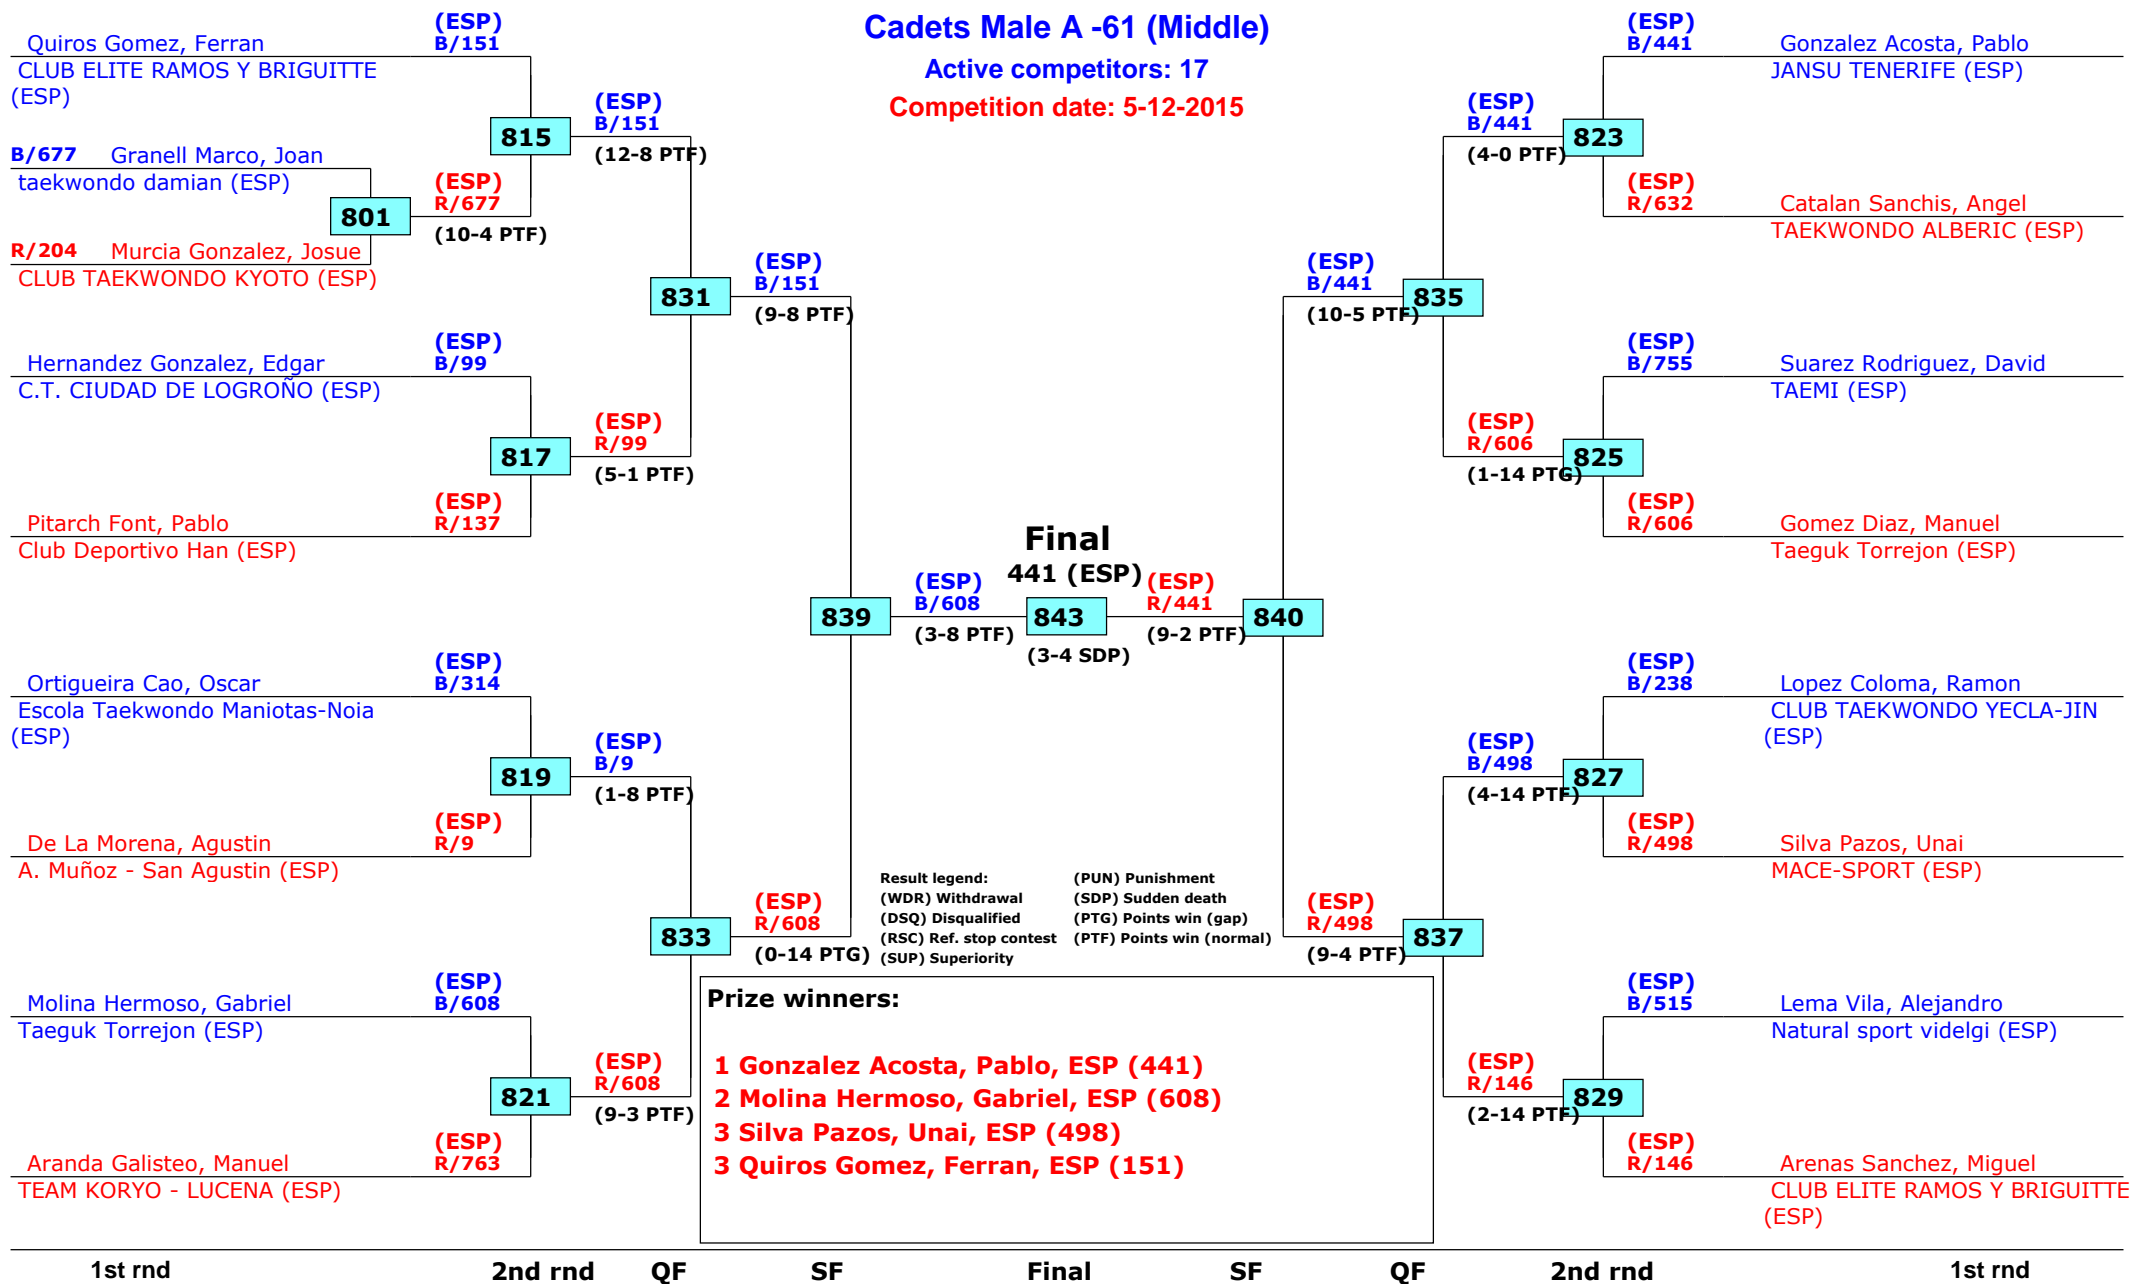 Cadets Male A -61 (Middle)
Active competitors: 17
Competition date: 5-12-2015
(ESP)
B/151
Quiros Gomez, Ferran
CLUB ELITE RAMOS Y BRIGUITTE
(ESP)
B/677 Granell Marco, Joan
taekwondo damian (ESP)
801
R/204 Murcia Gonzalez, Josue
CLUB TAEKWONDO KYOTO (ESP)
(ESP)
R/677
(10-4 PTF)
815
(ESP)
B/151
(12-8 PTF)
831
(ESP)
B/151
(9-8 PTF)
(ESP)
B/99
Hernandez Gonzalez, Edgar
C.T. CIUDAD DE LOGROÑO (ESP)
817
(ESP)
R/99
(5-1 PTF)
(ESP)
R/137
Pitarch Font, Pablo
Club Deportivo Han (ESP)
(ESP)
B/314
Ortigueira Cao, Oscar
Escola Taekwondo Maniotas-Noia
(ESP)
819
(ESP)
B/9
(1-8 PTF)
(ESP)
R/9
De La Morena, Agustin
A. Muñoz - San Agustin (ESP)
833
(ESP)
R/608
(0-14 PTG)
(ESP)
B/608
Molina Hermoso, Gabriel
Taeguk Torrejon (ESP)
821
(ESP)
R/608
(9-3 PTF)
(ESP)
R/763
Aranda Galisteo, Manuel
TEAM KORYO - LUCENA (ESP)
839
(ESP)
B/608
(3-8 PTF)
Final
441 (ESP)
843
(3-4 SDP)
(ESP)
R/441
(9-2 PTF)
840
(ESP)
B/441
Gonzalez Acosta, Pablo
JANSU TENERIFE (ESP)
(ESP)
B/441
(4-0 PTF)
823
(ESP)
R/632
Catalan Sanchis, Angel
TAEKWONDO ALBERIC (ESP)
(ESP)
B/441
(10-5 PTF)
835
(ESP)
B/755
Suarez Rodriguez, David
TAEMI (ESP)
(ESP)
R/606
(1-14 PTG)
825
(ESP)
R/606
Gomez Diaz, Manuel
Taeguk Torrejon (ESP)
(ESP)
B/238
Lopez Coloma, Ramon
CLUB TAEKWONDO YECLA-JIN
(ESP)
(ESP)
B/498
(4-14 PTF)
827
(ESP)
R/498
Silva Pazos, Unai
MACE-SPORT (ESP)
(ESP)
R/498
(9-4 PTF)
837
(ESP)
B/515
Lema Vila, Alejandro
Natural sport videlgi (ESP)
(ESP)
R/146
(2-14 PTF)
829
(ESP)
R/146
Arenas Sanchez, Miguel
CLUB ELITE RAMOS Y BRIGUITTE
(ESP)
Result legend: (PUN) Punishment
(WDR) Withdrawal (SDP) Sudden death
(DSQ) Disqualified (PTG) Points win (gap)
(RSC) Ref. stop contest (PTF) Points win (normal)
(SUP) Superiority
Prize winners:
1 Gonzalez Acosta, Pablo, ESP (441)
2 Molina Hermoso, Gabriel, ESP (608)
3 Silva Pazos, Unai, ESP (498)
3 Quiros Gomez, Ferran, ESP (151)
1st rnd 2nd rnd QF SF Final SF QF 2nd rnd 1st rnd